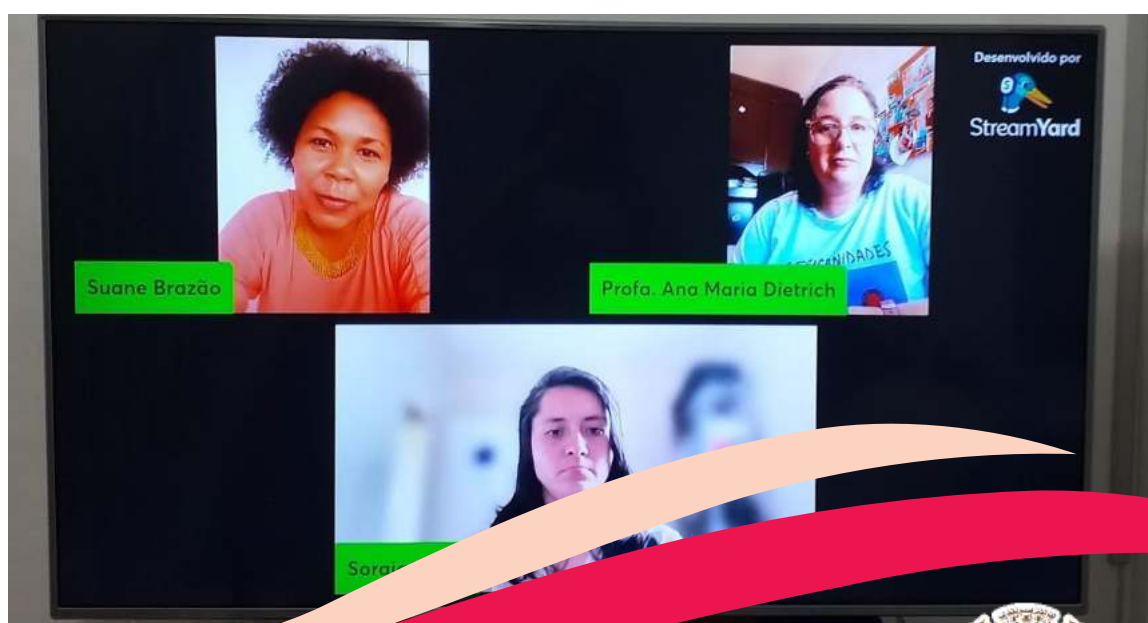 Desenvolvido por
StreamYard
Suane Brazão
Profa. Ana Maria Dietrich